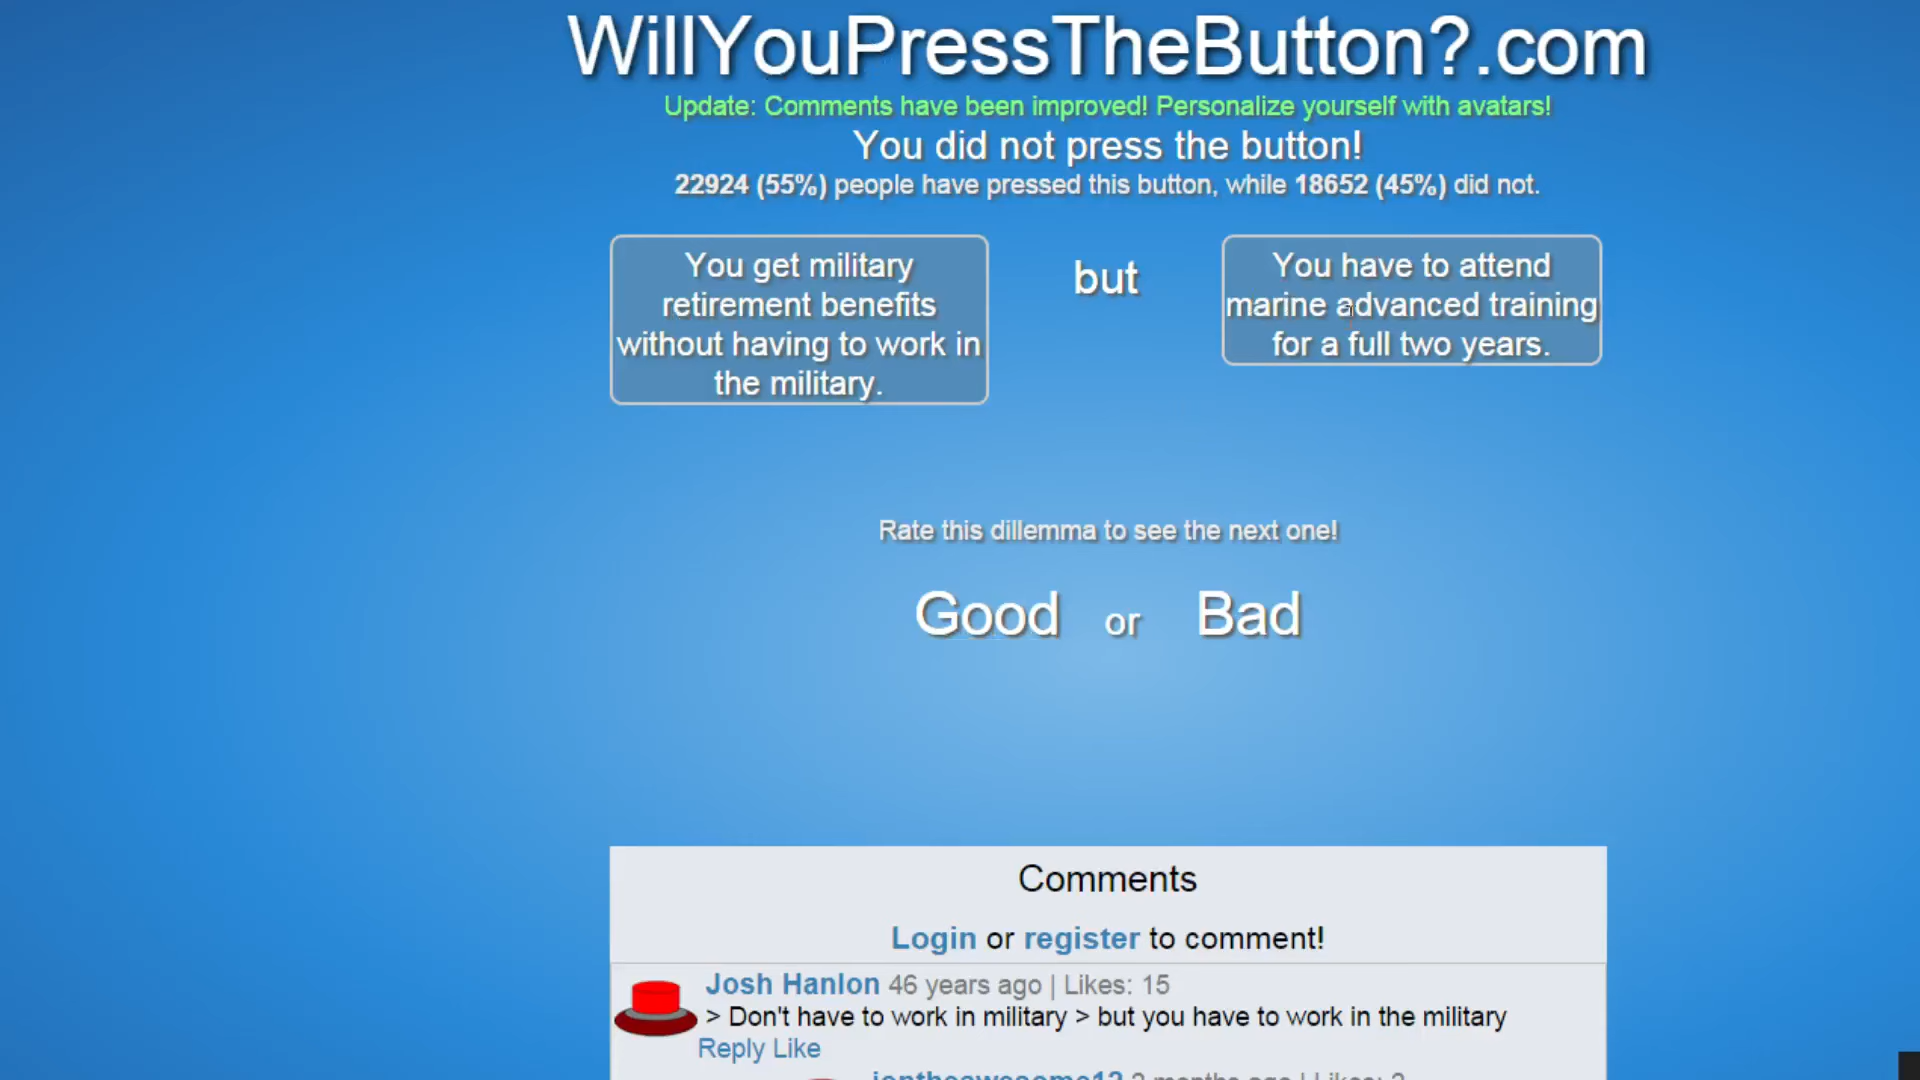 WillYouPressTheButton?.com
Update: Comments have been improved! Personalize yourself with avatars!
You did not press the button!
22924 (55%) people have pressed this button, while 18652 (45%) did not.
You get military
retirement benefits
without having to work in
the military.
but
You have to attend
marine advanced training
for a full two years.
Rate this dillemma to see the next one!
Good or Bad
Comments
Login or register to comment!
Josh Hanlon 46 years ago | Likes: 15
> Don't have to work in military > but you have to work in the military
Reply Like